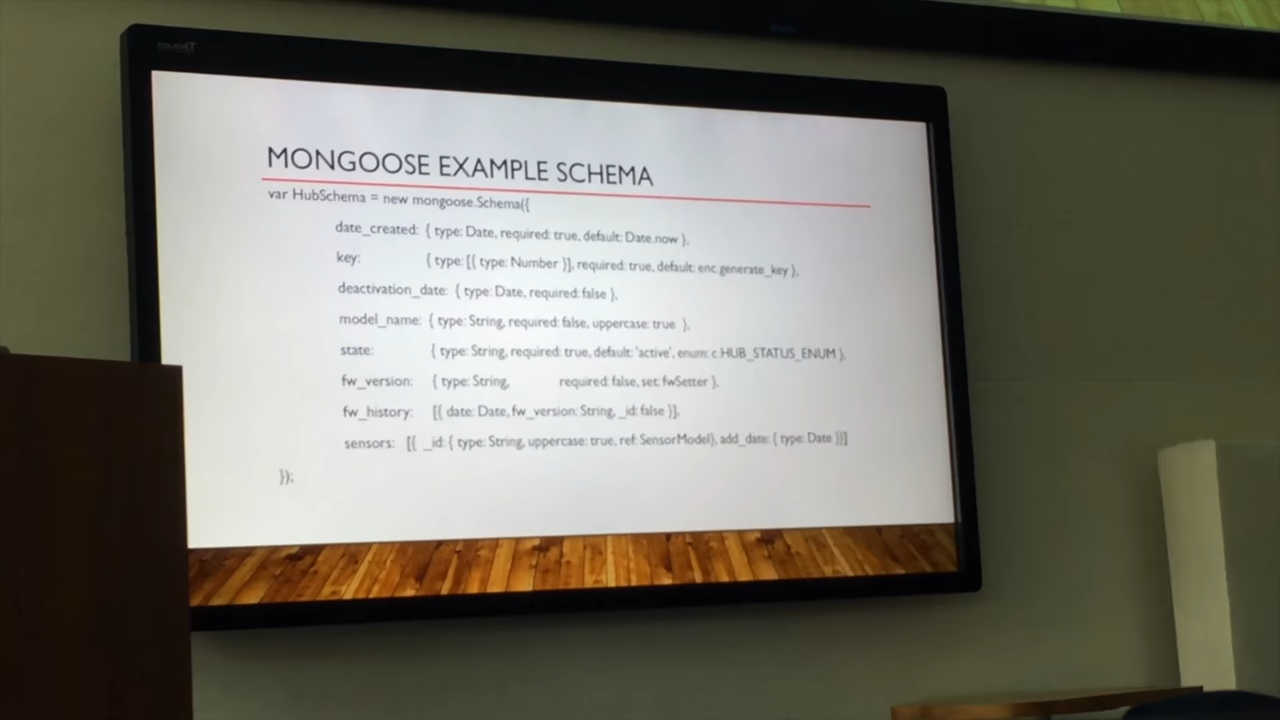 MONGOOSE EXAMPLE SCHEMA
var HubSchema = new mongoose.Schema({
date_created: { type: Date, required: true, default: Date.now },
key: { type: [{ type: Number }], required: true, default: enc.generate_key },
deactivation_date: { type: Date, required: false },
model_name: { type: String, required: false, uppercase: true },
state: { type: String, required: true, default: 'active', enum: c.HUB_STATUS_ENUM },
fw_version: { type: String, required: false, set: fwSetter },
fw_history: [{ date: Date, fw_version: String, _id: false }],
sensors: [{ _id: { type: String, uppercase: true, ref: SensorModel}, add_date: { type: Date }}]
});